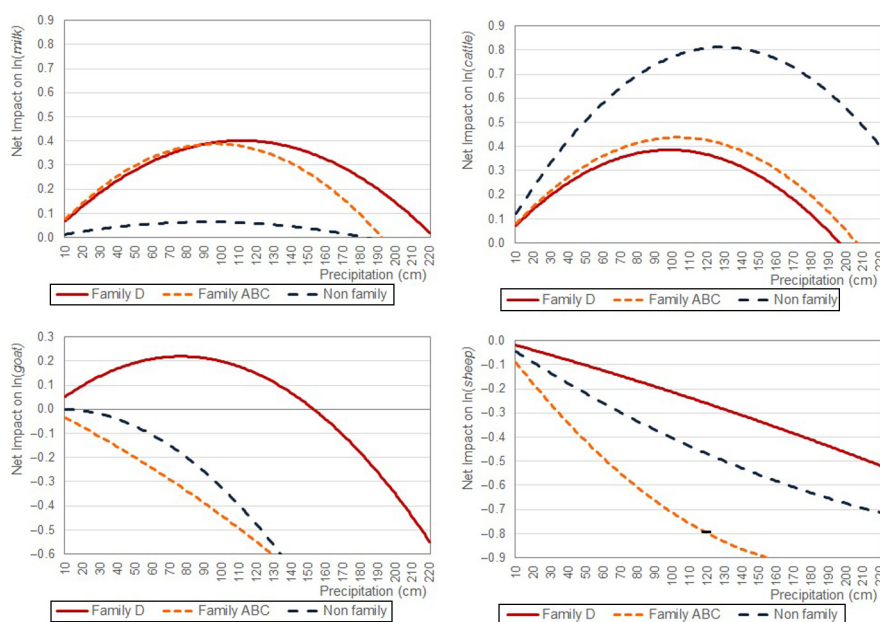 Net Impact on ln(milk)
0.9
0.8
0.7
0.6
0.5
0.4
0.3
0.2
0.1
0.0
10 20 30 40 50 60 70 80 90 100 110 120 130 140 150 160 170 180 190 200 210 220
Precipitation (cm)
Family D Family ABC Non family
Net Impact on ln(cattle)
0.9
0.8
0.7
0.6
0.5
0.4
0.3
0.2
0.1
0.0
10 20 30 40 50 60 70 80 90 100 110 120 130 140 150 160 170 180 190 200 210 220
Precipitation (cm)
Family D Family ABC Non family
Net Impact on ln(goat)
0.3
0.2
0.1
0.0
–0.1
–0.2
–0.3
–0.4
–0.5
–0.6
10 20 30 40 50 60 70 80 90 100 110 120 130 140 150 160 170 180 190 200 210 220
Precipitation (cm)
Family D Family ABC Non family
Net Impact on ln(sheep)
0.0
–0.1
–0.2
–0.3
–0.4
–0.5
–0.6
–0.7
–0.8
–0.9
10 20 30 40 50 60 70 80 90 100 110 120 130 140 150 160 170 180 190 200 210 220
Precipitation (cm)
Family D Family ABC Non family